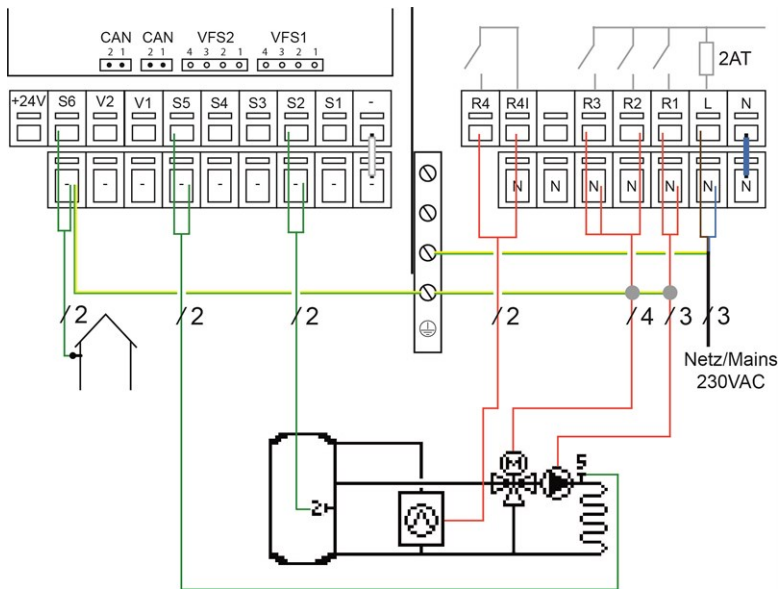 CAN CAN VFS2 VFS1
2 1 2 1 4 3 2 1 4 3 2 1
2AT
+24V S6 V2 V1 S5 S4 S3 S2 S1 - R4 R4I R3 R2 R1 L N
- - - - - - - - - N N N N N N N
/2 /2 /2 /2 /4 /3 /3
Netz/Mains
230VAC
M 5
2